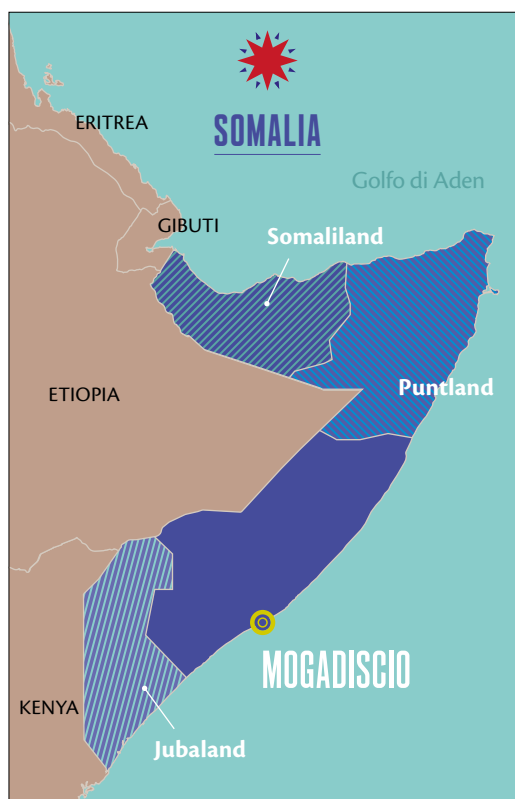 ERITREA
SOMALIA
Golfo di Aden
GIBUTI
Somaliland
ETIOPIA
Puntland
MOGADISCIO
KENYA
Jubaland